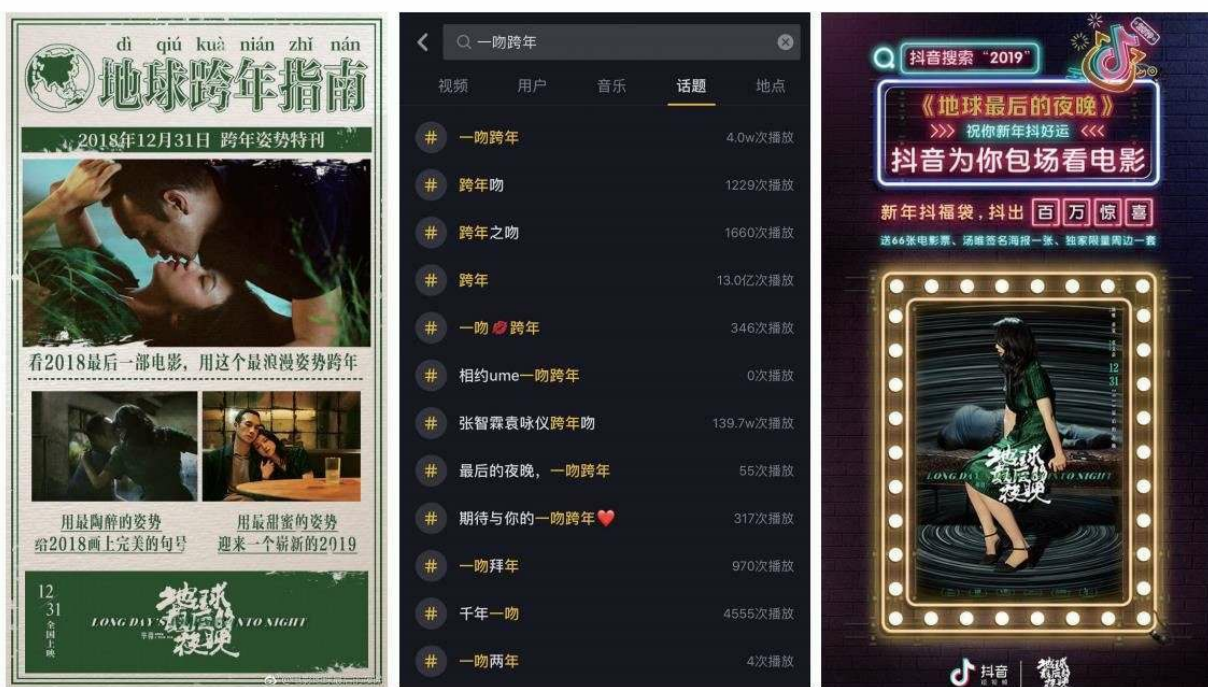 dì qiú kuà nián zhǐ nán
地球跨年指南
2018年12月31日 跨年姿势特刊
看2018最后一部电影，用这个最浪漫姿势跨年
用最陶醉的姿势
给2018画上完美的句号
用最甜蜜的姿势
迎来一个崭新的2019
12
31
全国上映
地球最后的夜晚
LONG DAY'S INTO NIGHT
一吻跨年
视频 用户 音乐 话题 地点
# 一吻跨年 4.0w次播放
# 跨年吻 1229次播放
# 跨年之吻 1660次播放
# 跨年 13.0亿次播放
# 一吻💋跨年 346次播放
# 相约ume一吻跨年 0次播放
# 张智霖袁咏仪跨年吻 139.7w次播放
# 最后的夜晚，一吻跨年 55次播放
# 期待与你的一吻跨年❤️ 317次播放
# 一吻拜年 970次播放
# 千年一吻 4555次播放
# 一吻两年 4次播放
2019
抖音搜索“2019”
《地球最后的夜晚》
>>> 祝你新年抖好运 <<<
抖音为你包场看电影
新年抖福袋，抖出 百万惊喜
送66张电影票、汤唯签名海报一张、独家限量周边一套
12
31
地球最后的夜晚
LONG DAY'S INTO NIGHT
抖音
地球最后的夜晚